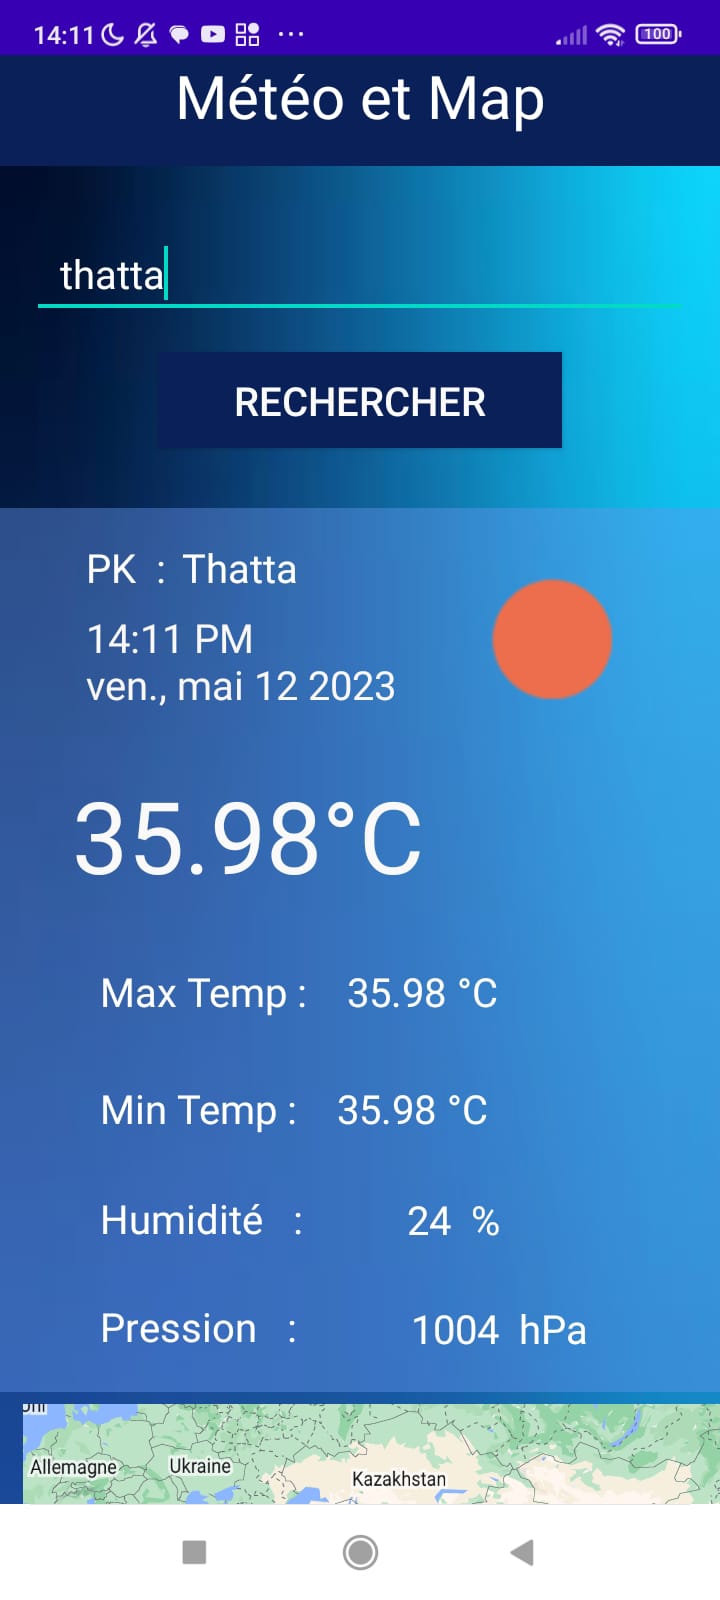 14:11 100
Météo et Map
thatta
RECHERCHER
PK : Thatta
14:11 PM
ven., mai 12 2023
35.98°C
Max Temp : 35.98 °C
Min Temp : 35.98 °C
Humidité : 24 %
Pression : 1004 hPa
Allemagne
Ukraine
Kazakhstan